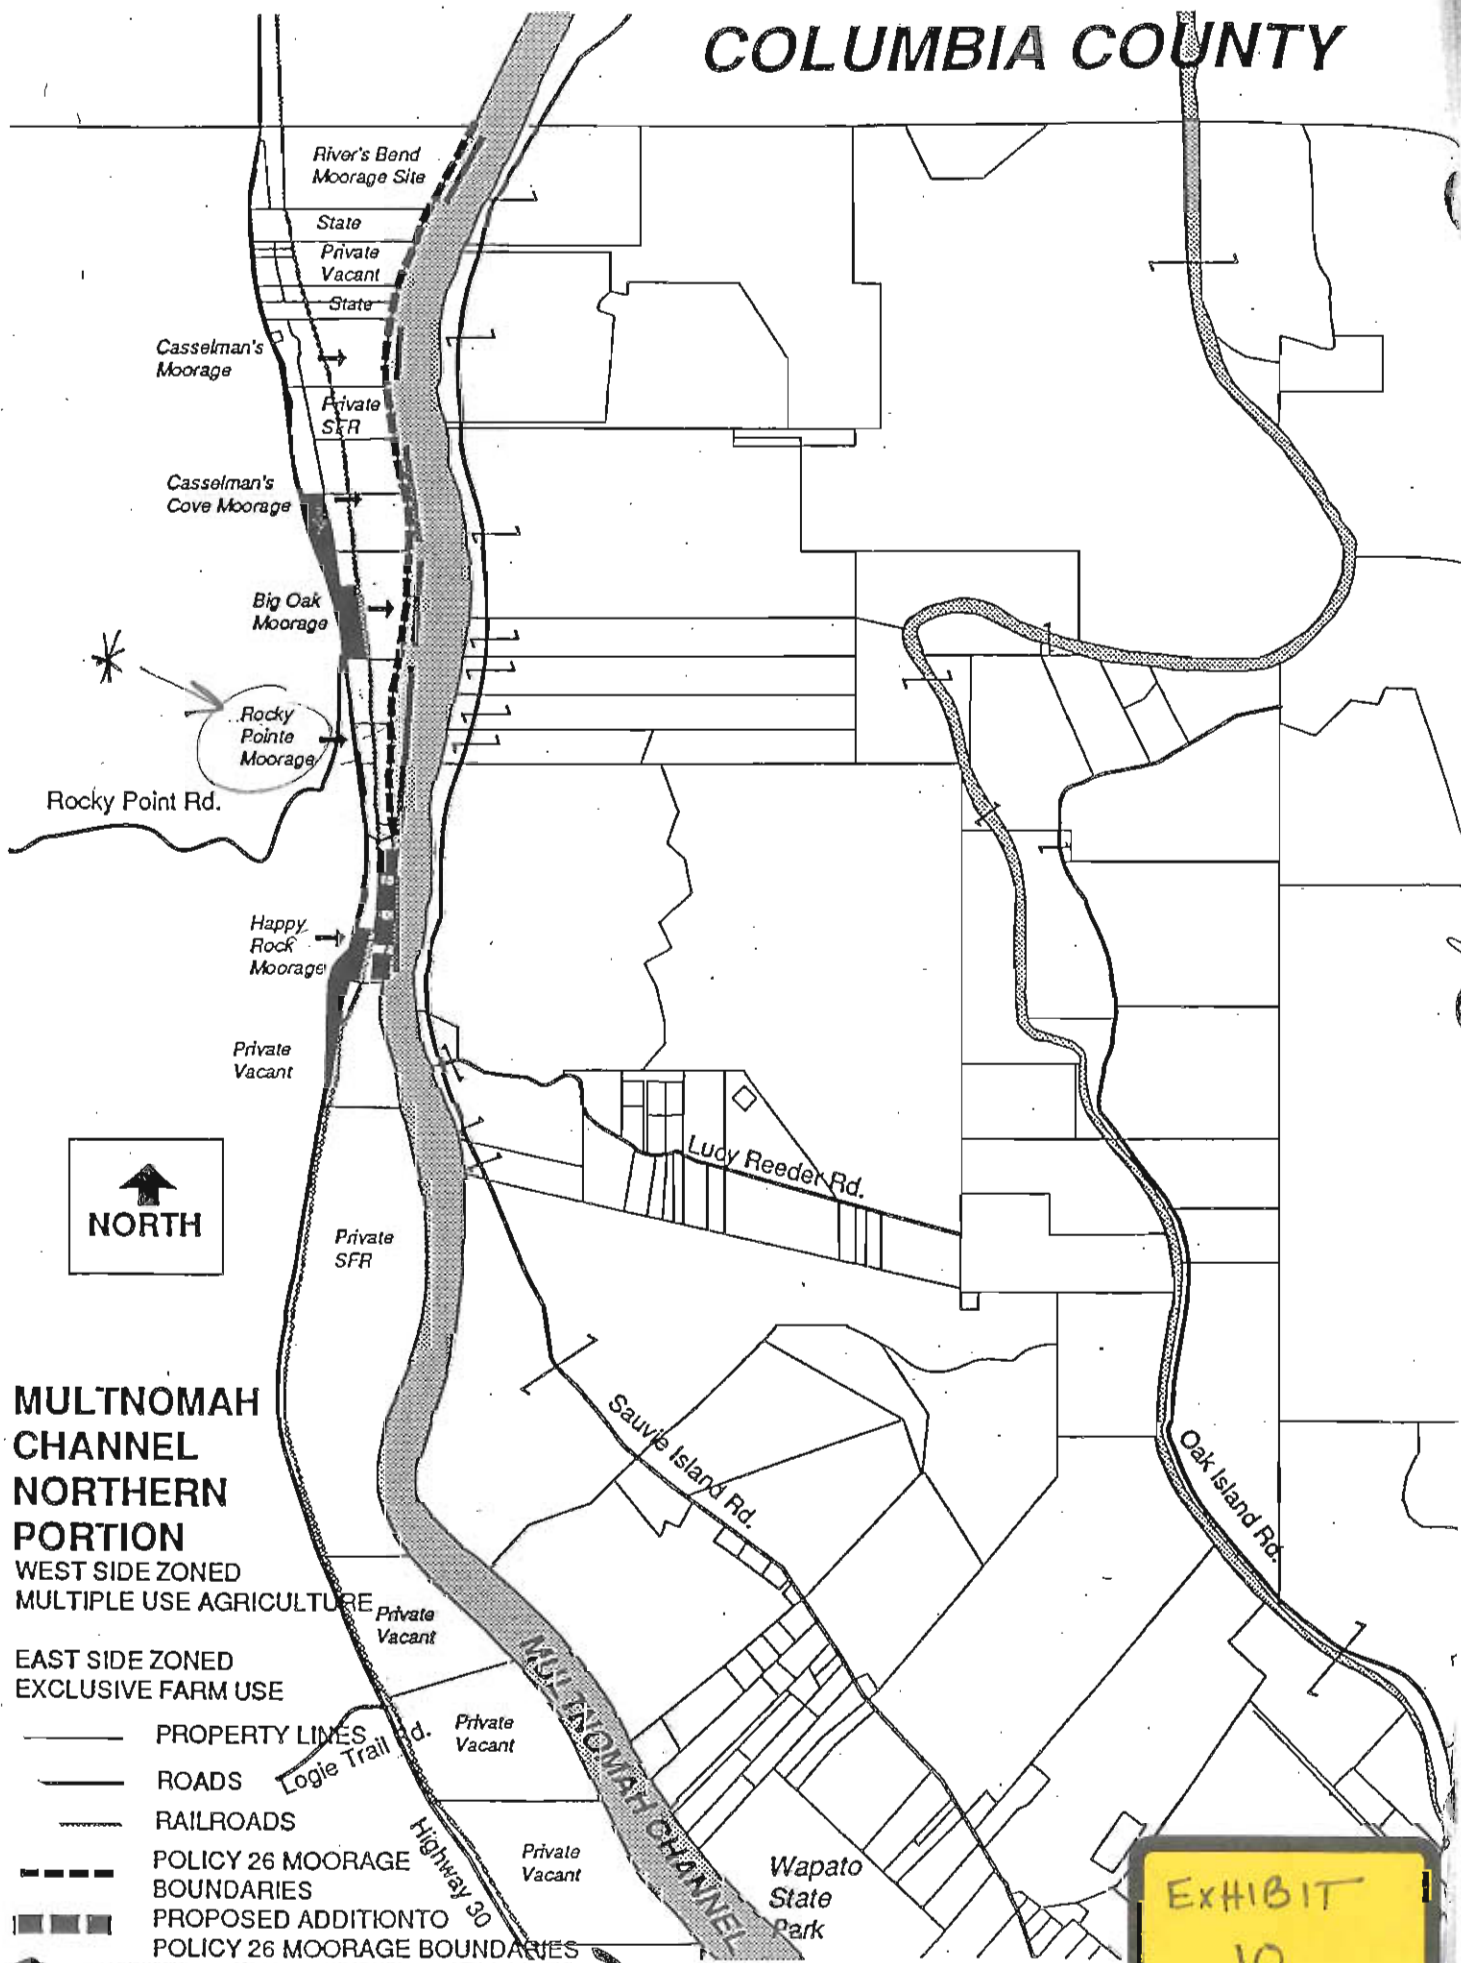 COLUMBIA COUNTY
River's Bend
Moorage Site
State
Private
Vacant
State
Casselman's
Moorage
Private
SFR
Casselman's
Cove Moorage
Big Oak
Moorage
Rocky
Pointe
Moorage
Rocky Point Rd.
Happy
Rock
Moorage
Private
Vacant
Lucy Reeder Rd.
NORTH
Private
SFR
Sauvie Island Rd.
Oak Island Rd.
MULTNOMAH
CHANNEL
NORTHERN
PORTION
WEST SIDE ZONED
MULTIPLE USE AGRICULTURE
EAST SIDE ZONED
EXCLUSIVE FARM USE
Private
Vacant
MULTNOMAH CHANNEL
Private
Vacant
Logie Trail Rd.
Highway 30
Private
Vacant
Wapato
State
Park
PROPERTY LINES
ROADS
RAILROADS
POLICY 26 MOORAGE
BOUNDARIES
PROPOSED ADDITIONTO
POLICY 26 MOORAGE BOUNDARIES
EXHIBIT
10